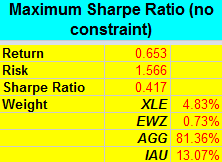 Maximum Sharpe Ratio (no
constraint)
Return 0.653
Risk 1.566
Sharpe Ratio 0.417
Weight XLE 4.83%
EWZ 0.73%
AGG 81.36%
IAU 13.07%